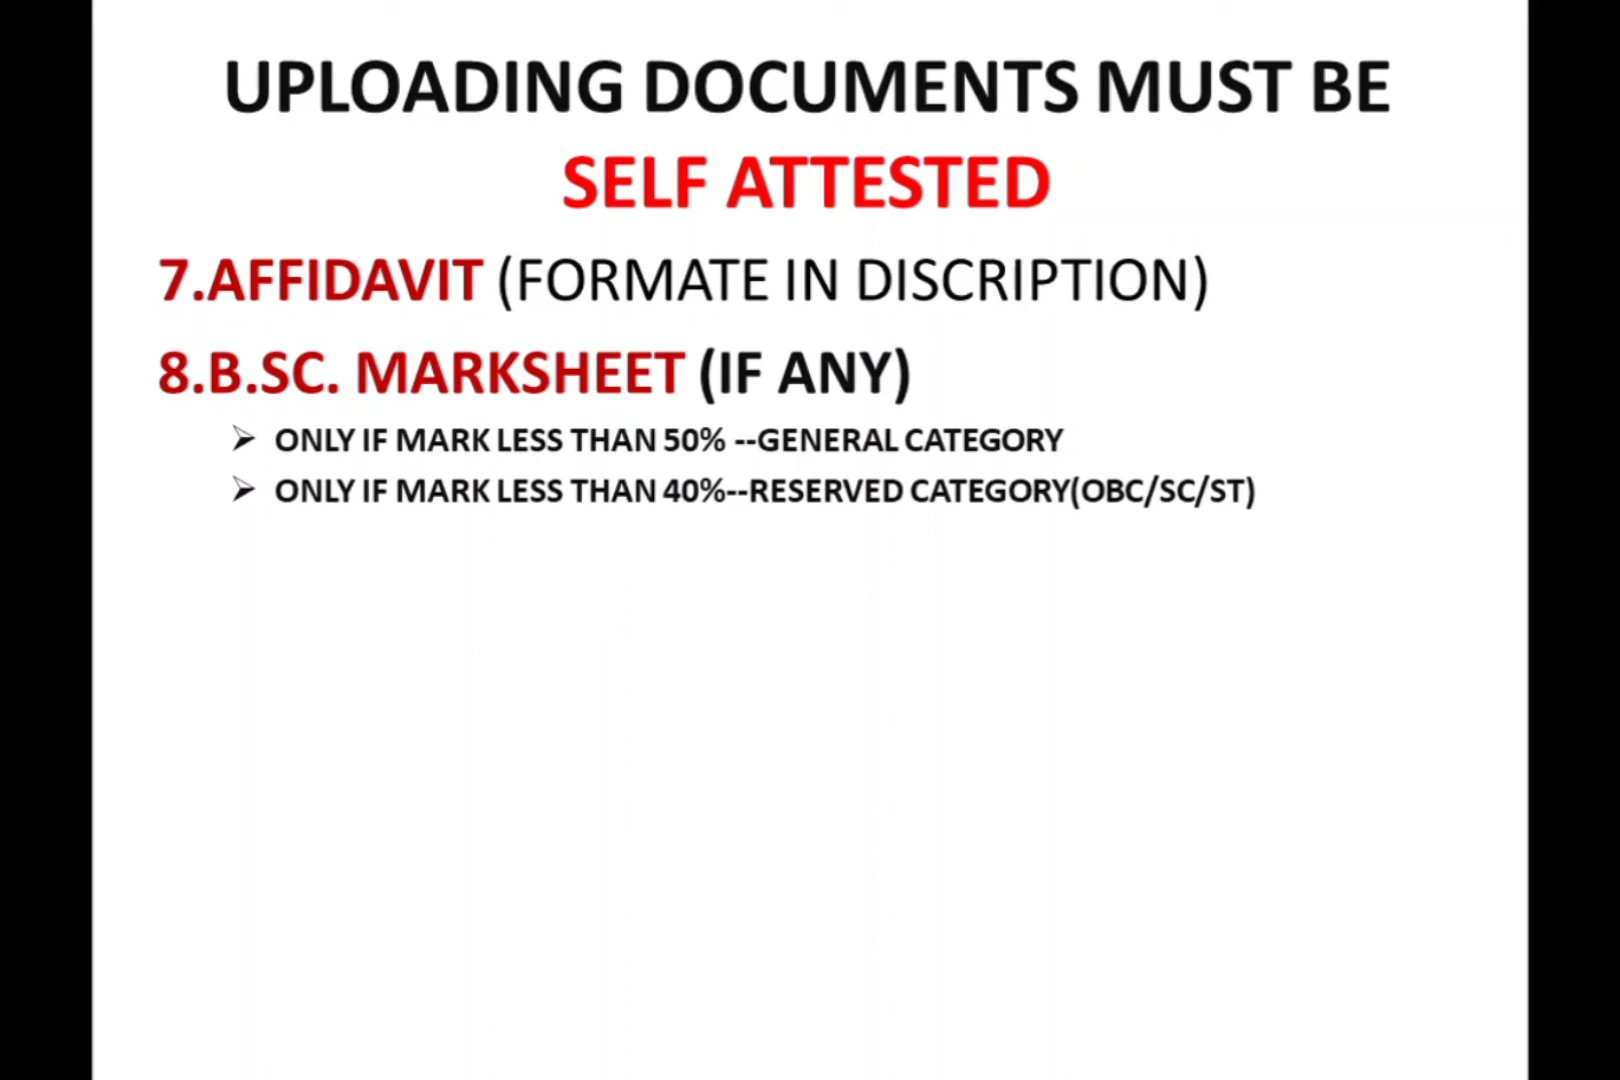 UPLOADING DOCUMENTS MUST BE
SELF ATTESTED
7.AFFIDAVIT (FORMATE IN DISCRIPTION)
8.B.SC. MARKSHEET (IF ANY)
➢ ONLY IF MARK LESS THAN 50% --GENERAL CATEGORY
➢ ONLY IF MARK LESS THAN 40%--RESERVED CATEGORY(OBC/SC/ST)